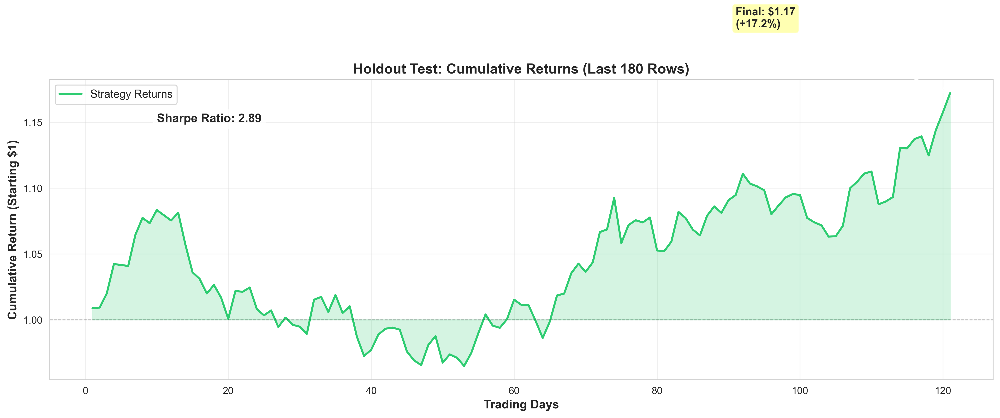 Final: $1.17
(+17.2%)
Holdout Test: Cumulative Returns (Last 180 Rows)
Strategy Returns
Sharpe Ratio: 2.89
Cumulative Return (Starting $1)
1.15
1.10
1.05
1.00
0
20
40
60
80
100
120
Trading Days